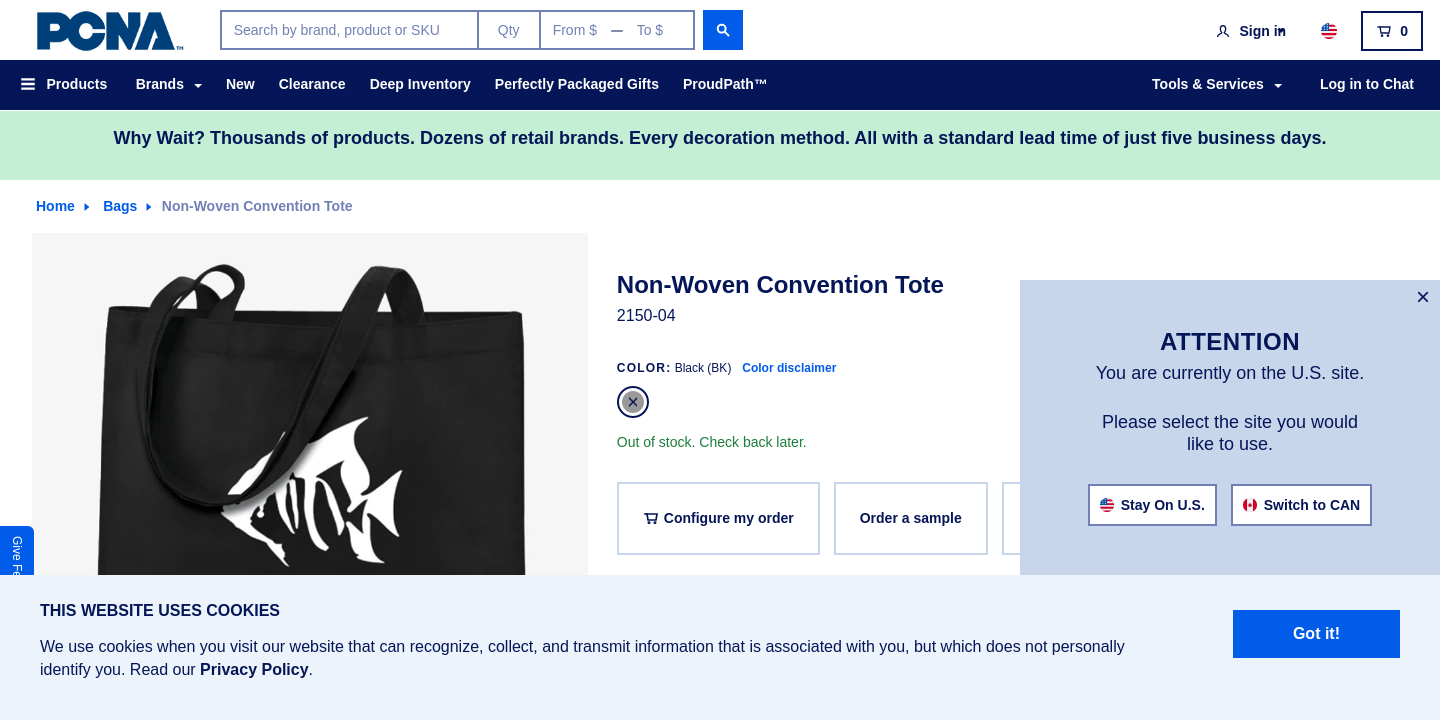 PCNA™
Search by brand, product or SKU
Qty
From $ — To $
Sign in
0
Products
Brands
New
Clearance
Deep Inventory
Perfectly Packaged Gifts
ProudPath™
Tools & Services
Log in to Chat
Why Wait? Thousands of products. Dozens of retail brands. Every decoration method. All with a standard lead time of just five business days.
Home
Bags
Non-Woven Convention Tote
Non-Woven Convention Tote
2150-04
COLOR: Black (BK) Color disclaimer
Out of stock. Check back later.
Configure my order
Order a sample
×
ATTENTION
You are currently on the U.S. site.
Please select the site you would
like to use.
Stay On U.S.
Switch to CAN
Give Fe
THIS WEBSITE USES COOKIES
We use cookies when you visit our website that can recognize, collect, and transmit information that is associated with you, but which does not personally
identify you. Read our Privacy Policy.
Got it!